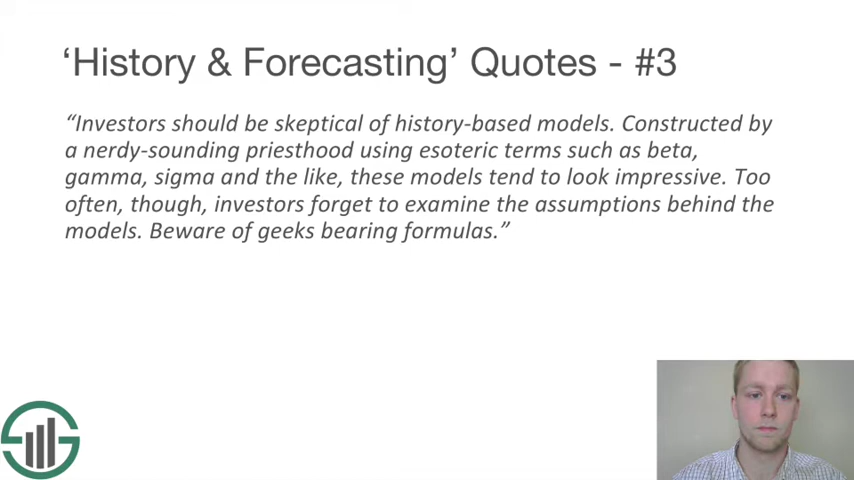 ‘History & Forecasting’ Quotes - #3
“Investors should be skeptical of history-based models. Constructed by
a nerdy-sounding priesthood using esoteric terms such as beta,
gamma, sigma and the like, these models tend to look impressive. Too
often, though, investors forget to examine the assumptions behind the
models. Beware of geeks bearing formulas.”